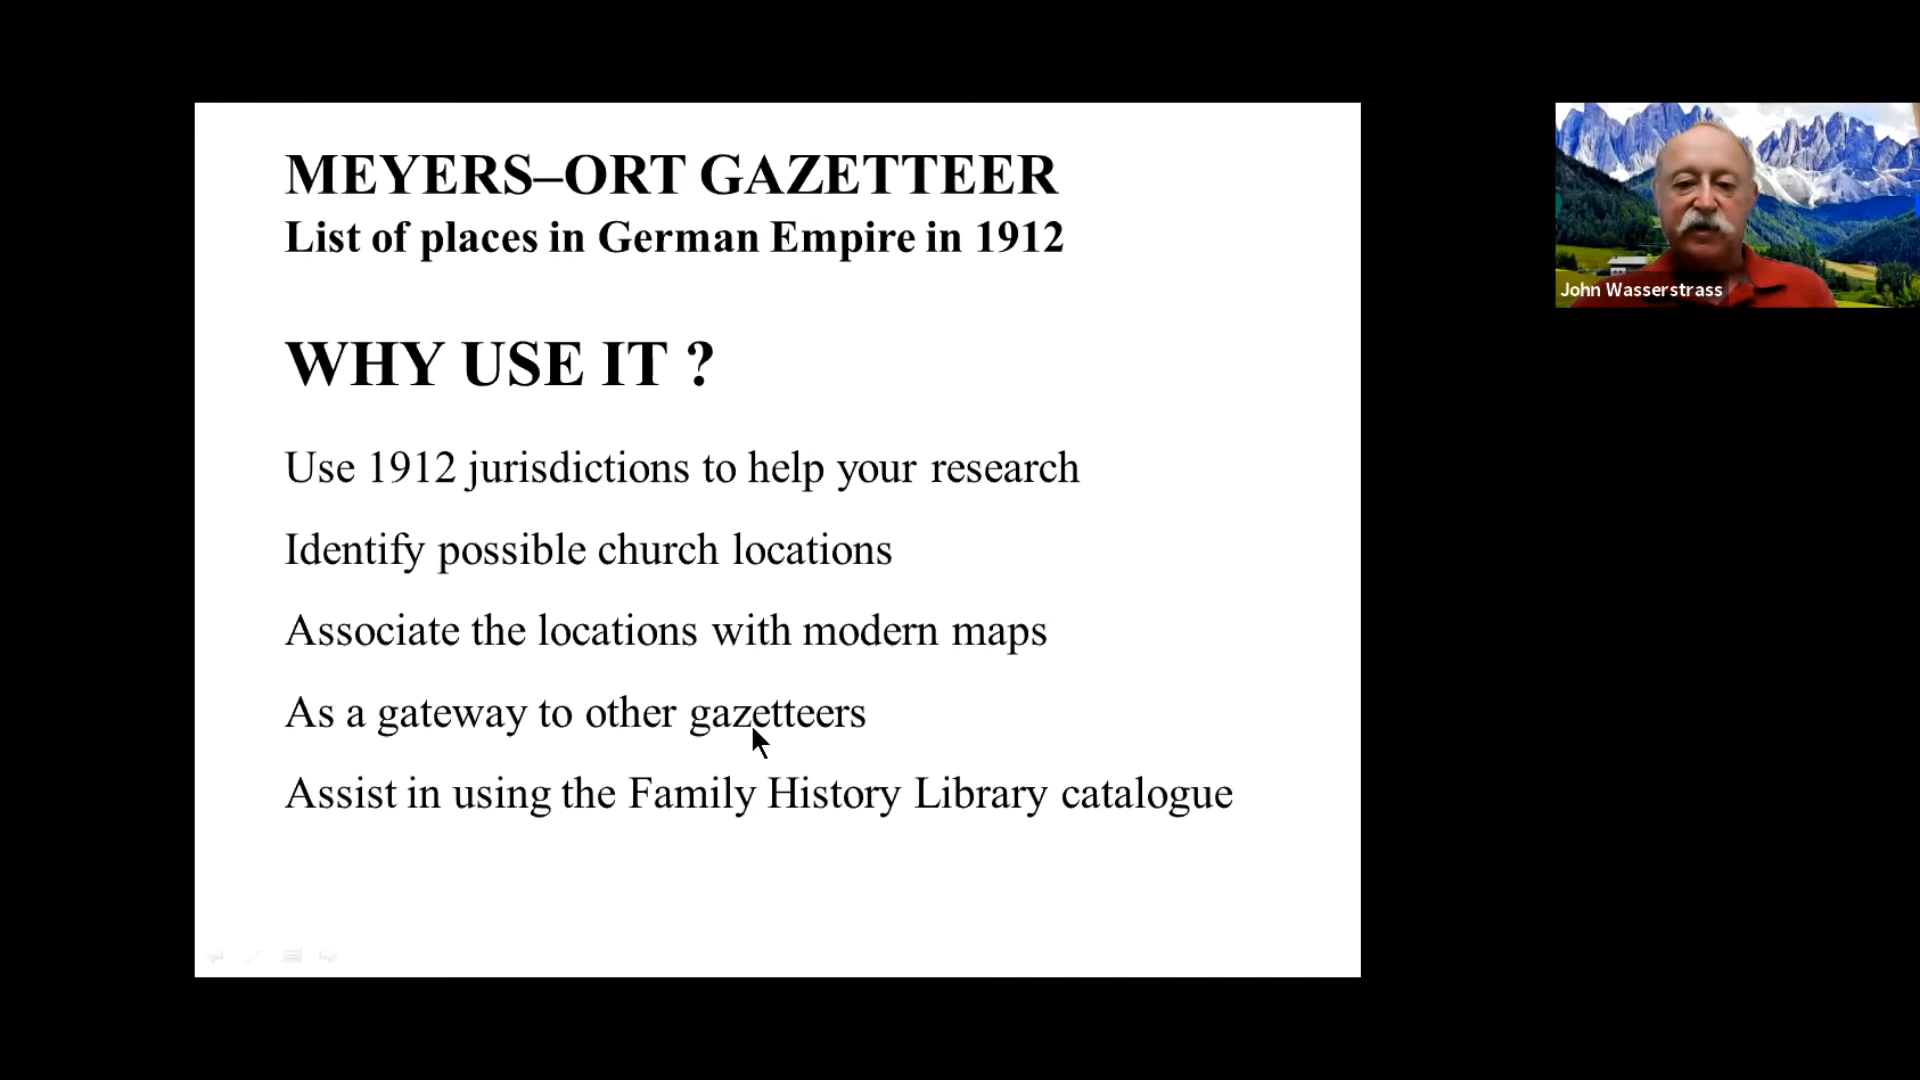 MEYERS–ORT GAZETTEER
List of places in German Empire in 1912
WHY USE IT ?
Use 1912 jurisdictions to help your research
Identify possible church locations
Associate the locations with modern maps
As a gateway to other gazetteers
Assist in using the Family History Library catalogue
John Wasserstrass